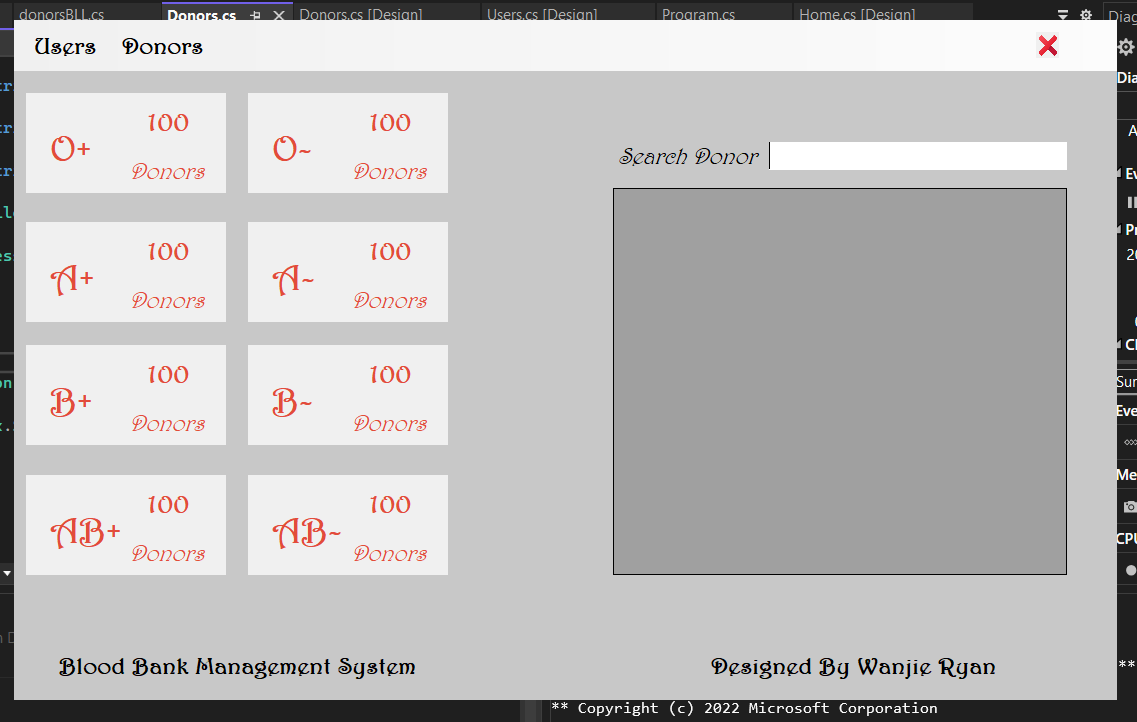 donorsBLL.cs Donors.cs Donors.cs [Design] Users.cs [Design] Program.cs Home.cs [Design]
Users Donors
O+ 100 Donors
O~ 100 Donors
A+ 100 Donors
A~ 100 Donors
B+ 100 Donors
B~ 100 Donors
AB+ 100 Donors
AB~ 100 Donors
Search Donor
Blood Bank Management System
Designed By Wanjie Ryan
** Copyright (c) 2022 Microsoft Corporation
**